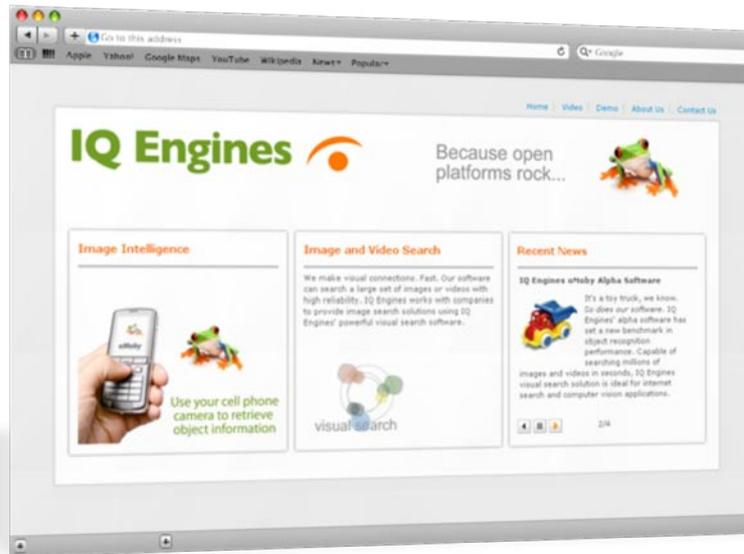 Go to this address
Google
Apple Yahoo! Google Maps YouTube Wikipedia News Popular
Home Video Demo About Us Contact Us
IQ Engines
Because open
platforms rock...
Image Intelligence
oMoby
Use your cell phone
camera to retrieve
object information
Image and Video Search
We make visual connections. Fast. Our software
can search a large set of images or videos with
high reliability. IQ Engines works with companies
to provide image search solutions using IQ
Engines' powerful visual search software.
visual search
Recent News
IQ Engines oMoby Alpha Software
It's a toy truck, we know.
So does our software. IQ
Engines' alpha software has
set a new benchmark in
object recognition
performance. Capable of
searching millions of
images and videos in seconds, IQ Engines
visual search solution is ideal for internet
search and computer vision applications.
2/4